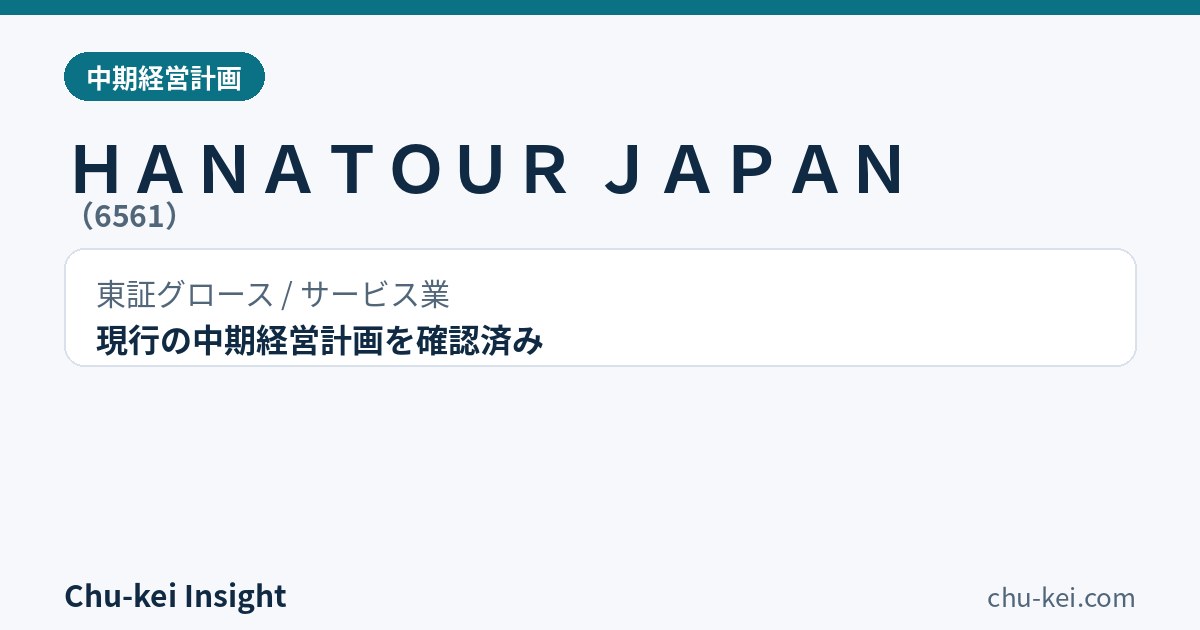 中期経営計画
ＨＡＮＡＴＯＵＲ ＪＡＰＡＮ
（6561）
東証グロース / サービス業
現行の中期経営計画を確認済み
Chu-kei Insight
chu-kei.com